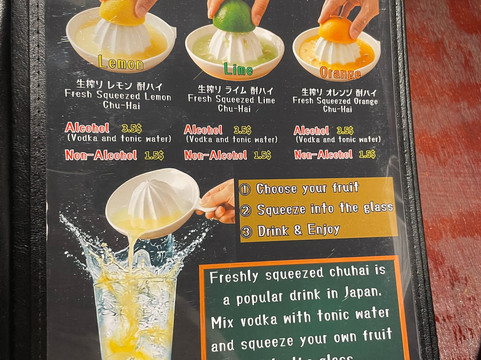 Lemon
生搾り レモン 酎ハイ
Fresh Squeezed Lemon
Chu-Hai
Alcohol 3.5$
(Vodka and tonic water)
Non-Alcohol 1.5$
Lime
生搾り ライム 酎ハイ
Fresh Squeezed Lime
Chu-Hai
Alcohol 3.5$
(Vodka and tonic water)
Non-Alcohol 1.5$
Orange
生搾り オレンジ 酎ハイ
Fresh Squeezed Orange
Chu-Hai
Alcohol 3.5$
(Vodka and tonic water)
Non-Alcohol 1.5$
① Choose your fruit
② Squeeze into the glass
③ Drink & Enjoy
Freshly squeezed chuhai is
a popular drink in Japan.
Mix vodka with tonic water
and squeeze your own fruit
the glass